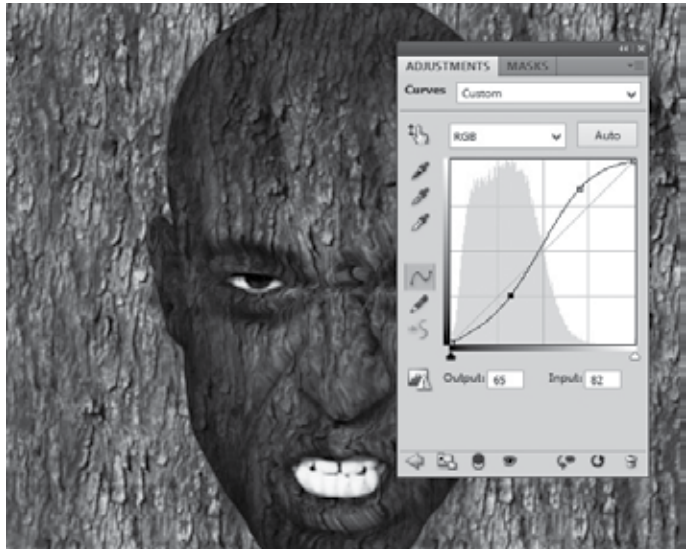 ADJUSTMENTS MASKS
Curves Custom
RGB Auto
Output: 65 Input: 82